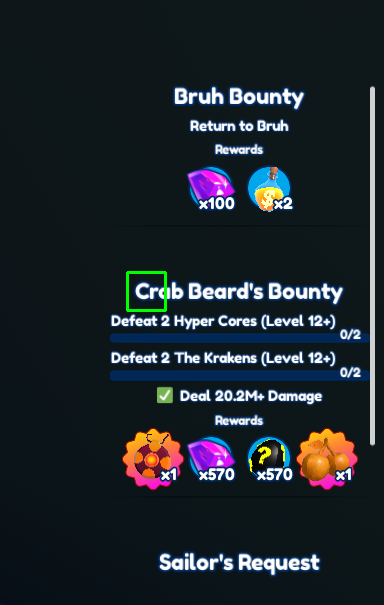 Bruh Bounty
Return to Bruh
Rewards
x100 x2
Crab Beard's Bounty
Defeat 2 Hyper Cores (Level 12+)
0/2
Defeat 2 The Krakens (Level 12+)
0/2
Deal 20.2M+ Damage
Rewards
x1 x570 ? x570 x1
Sailor's Request